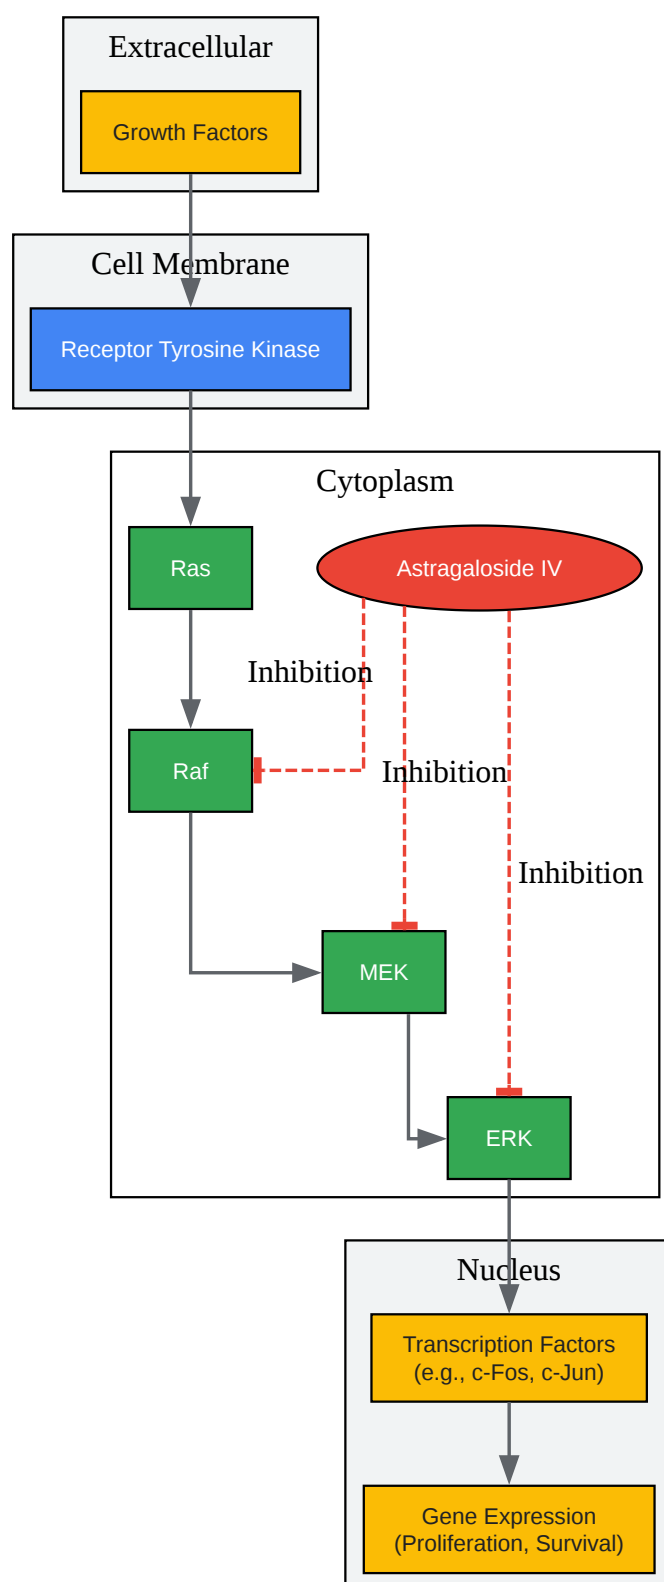 Extracellular
Growth Factors
Cell Membrane
Receptor Tyrosine Kinase
Cytoplasm
Ras
Astragaloside IV
Inhibition
Raf
Inhibition
Inhibition
MEK
ERK
Nucleus
Transcription Factors
(e.g., c-Fos, c-Jun)
Gene Expression
(Proliferation, Survival)